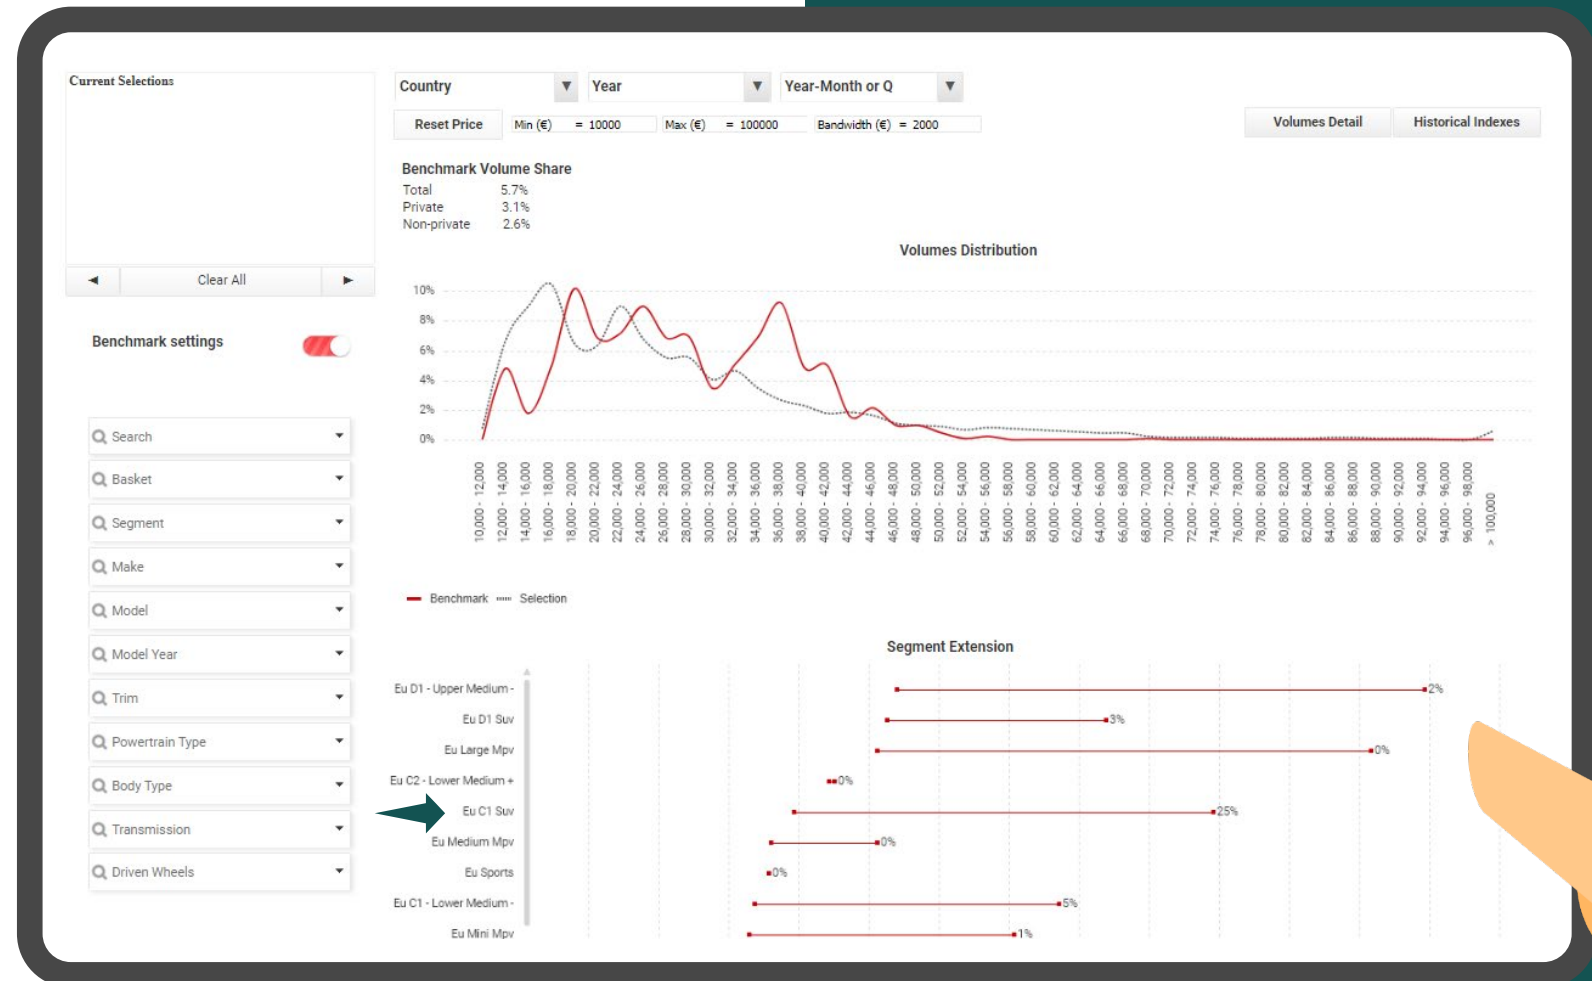 Current Selections
Country
Year
Year-Month or Q
Reset Price
Min (€) = 10000
Max (€) = 100000
Bandwidth (€) = 2000
Volumes Detail
Historical Indexes
Benchmark Volume Share
Total 5.7%
Private 3.1%
Non-private 2.6%
Clear All
Benchmark settings
Search
Basket
Segment
Make
Model
Model Year
Trim
Powertrain Type
Body Type
Transmission
Driven Wheels
Volumes Distribution
10%
8%
6%
4%
2%
0%
10,000 - 12,000
12,000 - 14,000
14,000 - 16,000
16,000 - 18,000
18,000 - 20,000
20,000 - 22,000
22,000 - 24,000
24,000 - 26,000
26,000 - 28,000
28,000 - 30,000
30,000 - 32,000
32,000 - 34,000
34,000 - 36,000
36,000 - 38,000
38,000 - 40,000
40,000 - 42,000
42,000 - 44,000
44,000 - 46,000
46,000 - 48,000
48,000 - 50,000
50,000 - 52,000
52,000 - 54,000
54,000 - 56,000
56,000 - 58,000
58,000 - 60,000
60,000 - 62,000
62,000 - 64,000
64,000 - 66,000
66,000 - 68,000
68,000 - 70,000
70,000 - 72,000
72,000 - 74,000
74,000 - 76,000
76,000 - 78,000
78,000 - 80,000
80,000 - 82,000
82,000 - 84,000
84,000 - 86,000
86,000 - 88,000
88,000 - 90,000
90,000 - 92,000
92,000 - 94,000
94,000 - 96,000
96,000 - 98,000
> 100,000
Benchmark
Selection
Segment Extension
Eu D1 - Upper Medium - 2%
Eu D1 Suv 3%
Eu Large Mpv 0%
Eu C2 - Lower Medium + 0%
Eu C1 Suv 25%
Eu Medium Mpv 0%
Eu Sports 0%
Eu C1 - Lower Medium - 5%
Eu Mini Mpv 1%